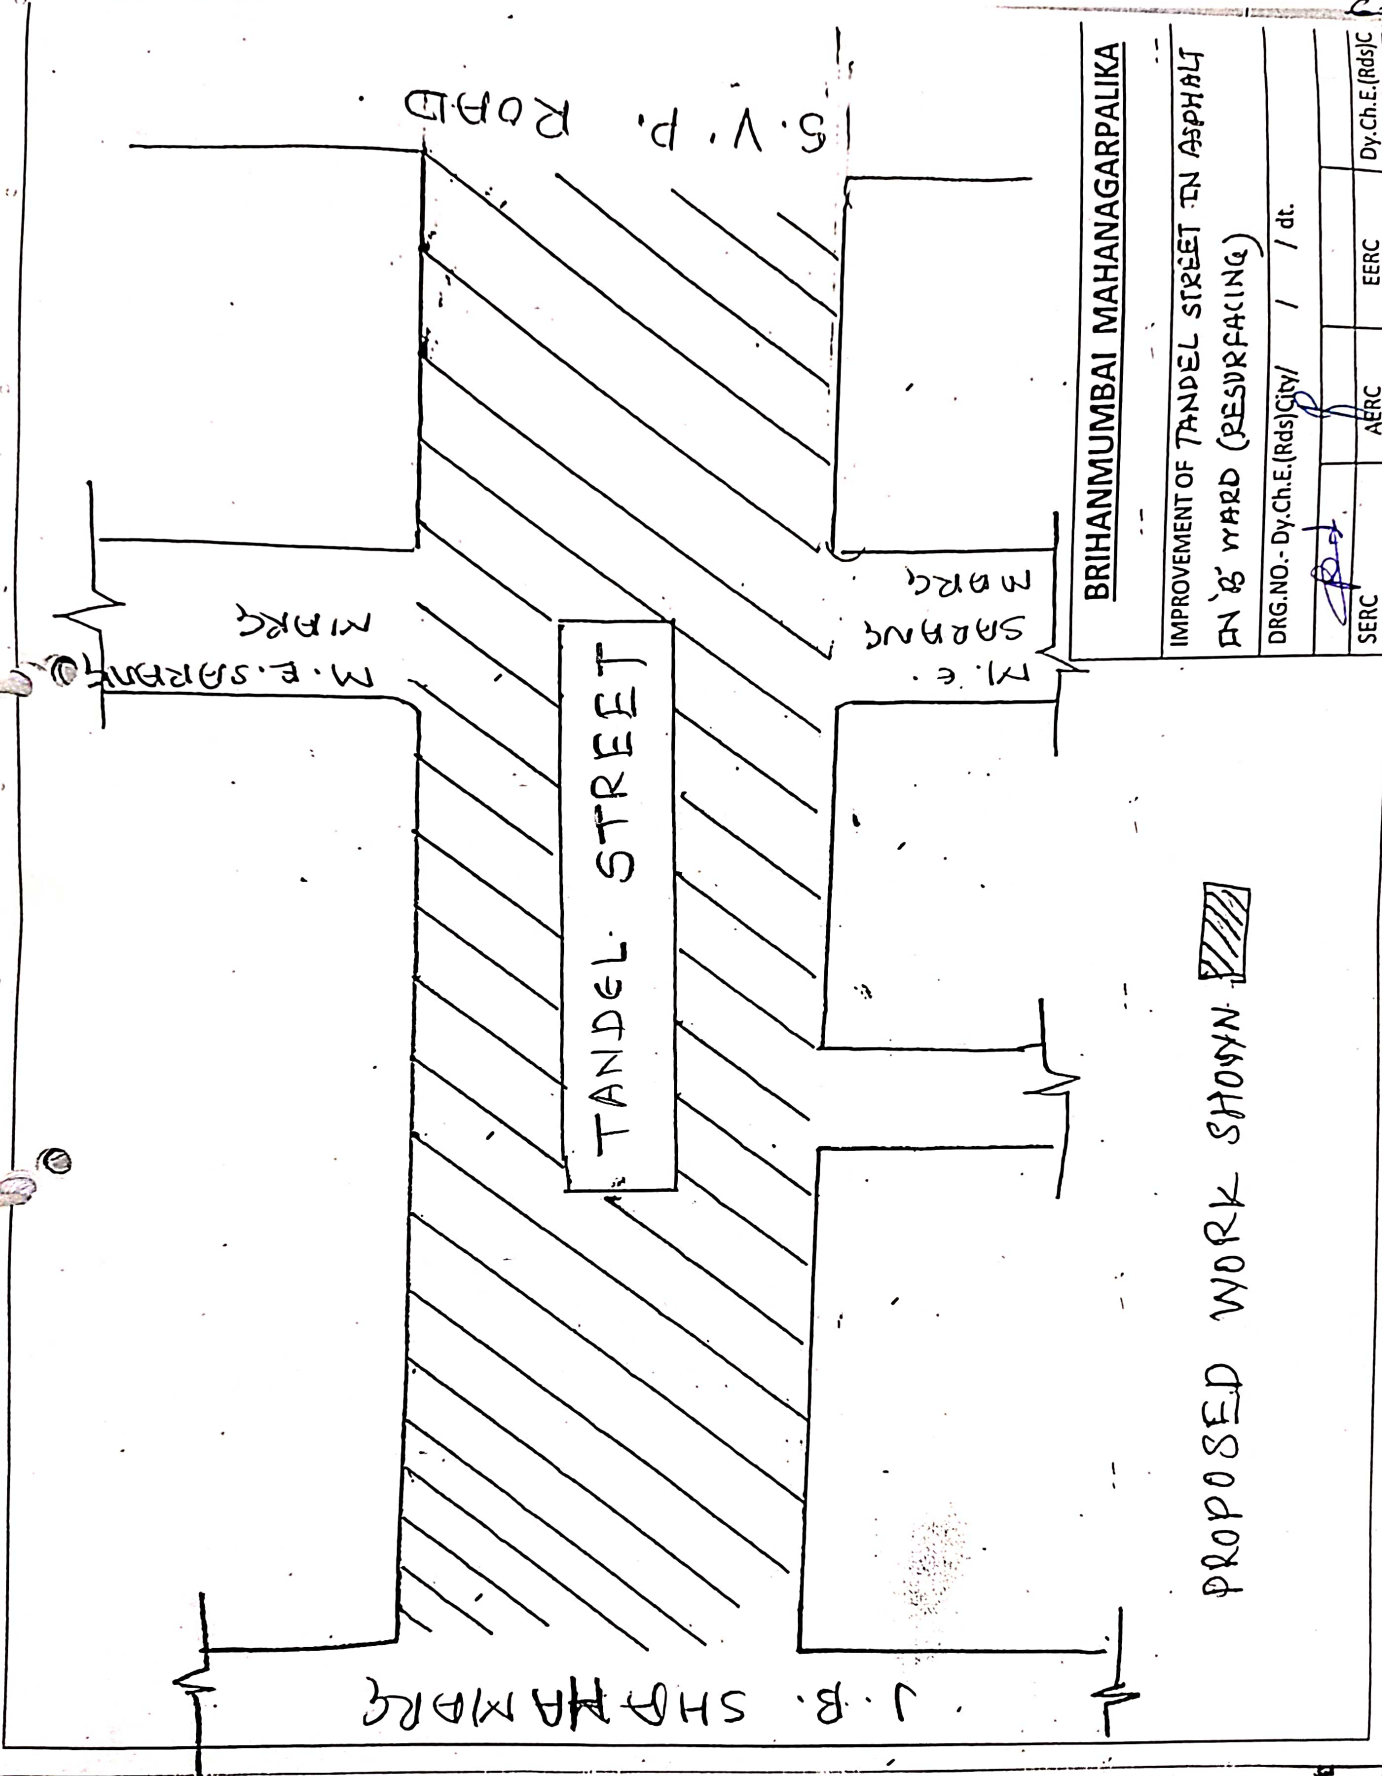 S. V. P. ROAD
M.E. SARANG
MARG
M. E.
SARANG
MARG
TANDEL STREET
J. B. SHAHA MARG
PROPOSED WORK SHOWN
BRIHANMUMBAI MAHANAGARPALIKA
IMPROVEMENT OF TANDEL STREET IN ASPHALT
IN 'B' WARD (RESURFACING)
DRG.NO.- Dy.Ch.E.(Rds)City/ / / dt.
SERC AERC EERC Dy.Ch.E.(Rds)C